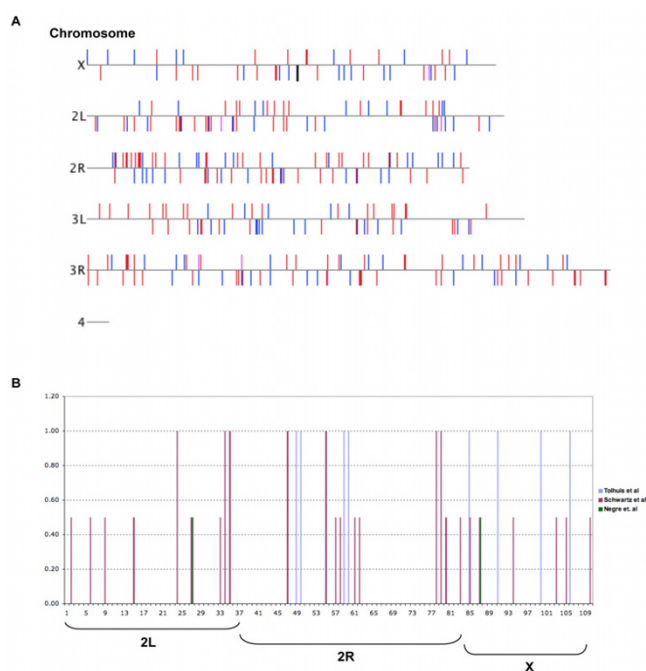 A
Chromosome
X
2L
2R
3L
3R
4
B
1.20
1.00
0.80
0.60
0.40
0.20
0.00
Tolhuis et al
Schwartz et al
Negre et. al
1 5 9 13 17 21 25 29 33 37 41 45 49 53 57 61 65 69 73 77 81 85 89 93 97 101 105 109
2L
2R
X